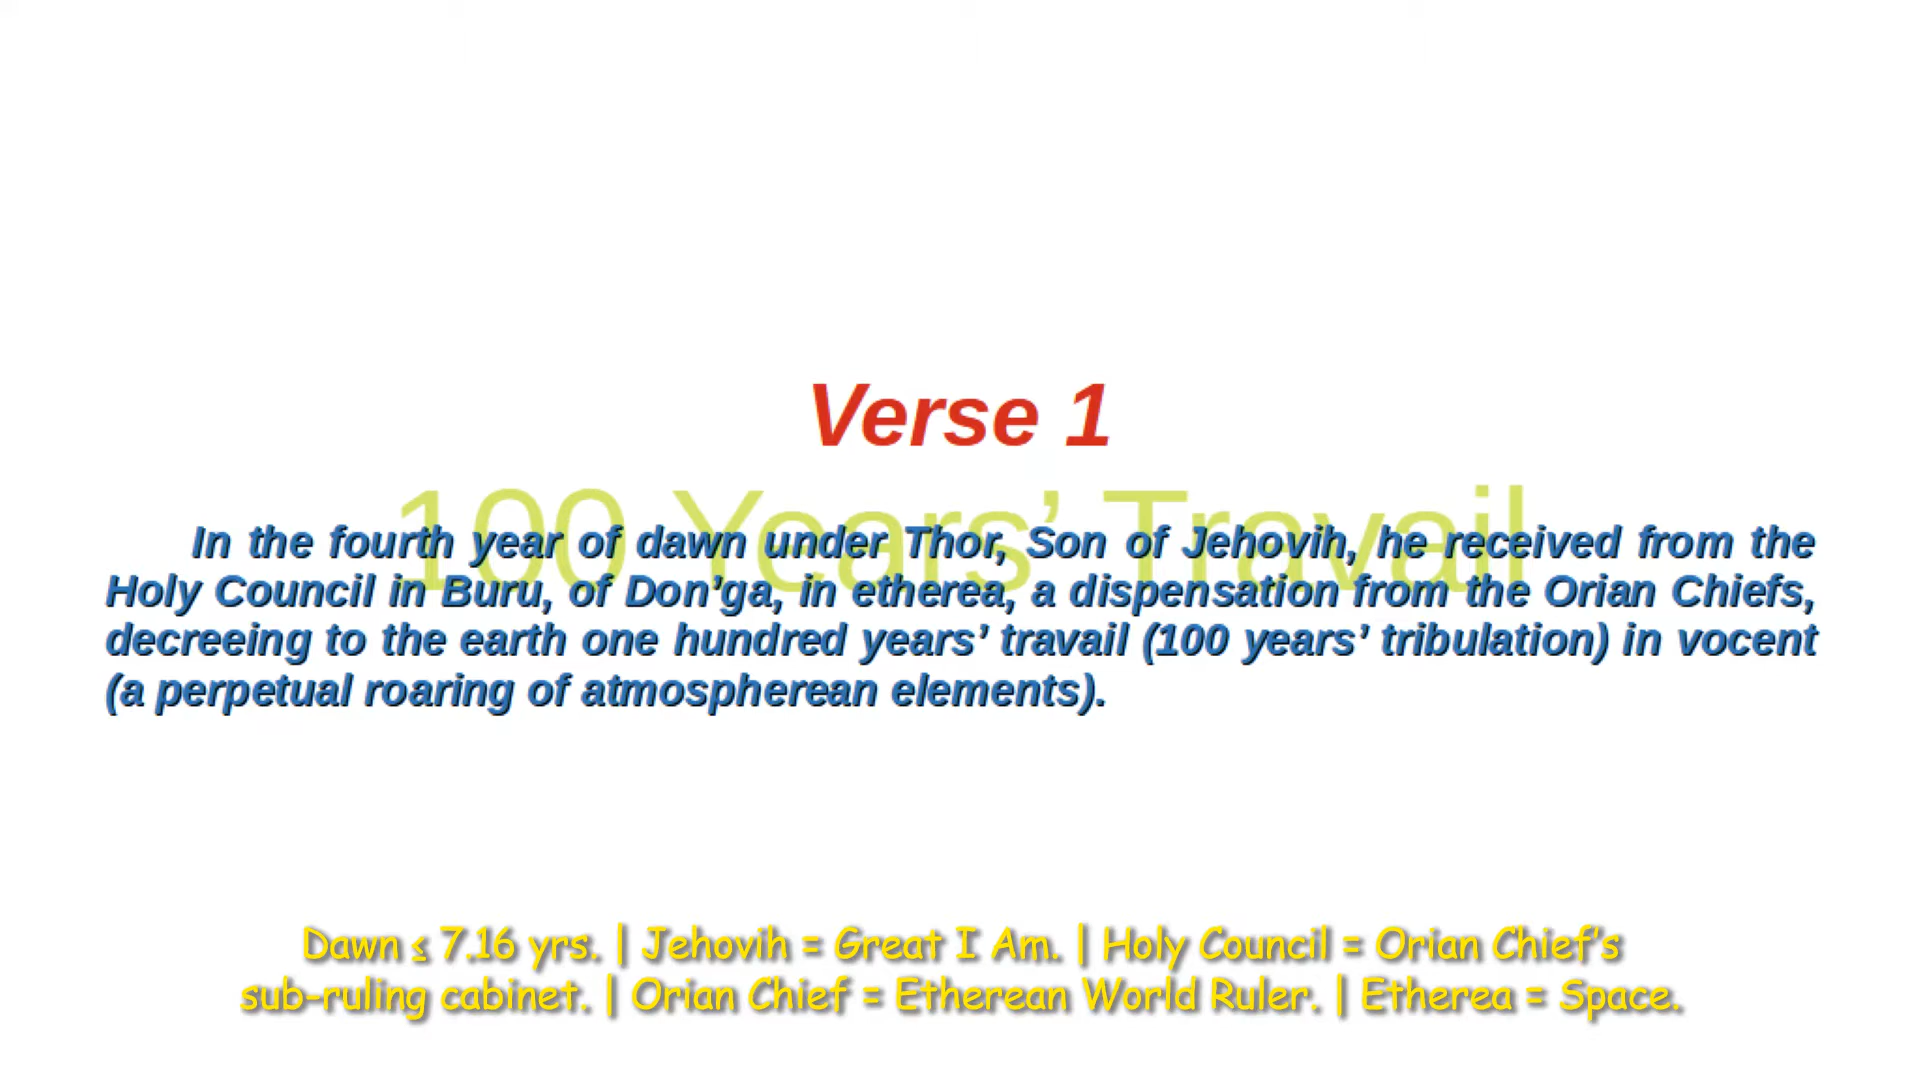 Verse 1
100 Years’ Travail
In the fourth year of dawn under Thor, Son of Jehovih, he received from the
Holy Council in Buru, of Don’ga, in etherea, a dispensation from the Orian Chiefs,
decreeing to the earth one hundred years’ travail (100 years’ tribulation) in vocent
(a perpetual roaring of atmospherean elements).
Dawn ≤ 7.16 yrs. | Jehovih = Great I Am. | Holy Council = Orian Chief’s
sub-ruling cabinet. | Orian Chief = Etherean World Ruler. | Etherea = Space.